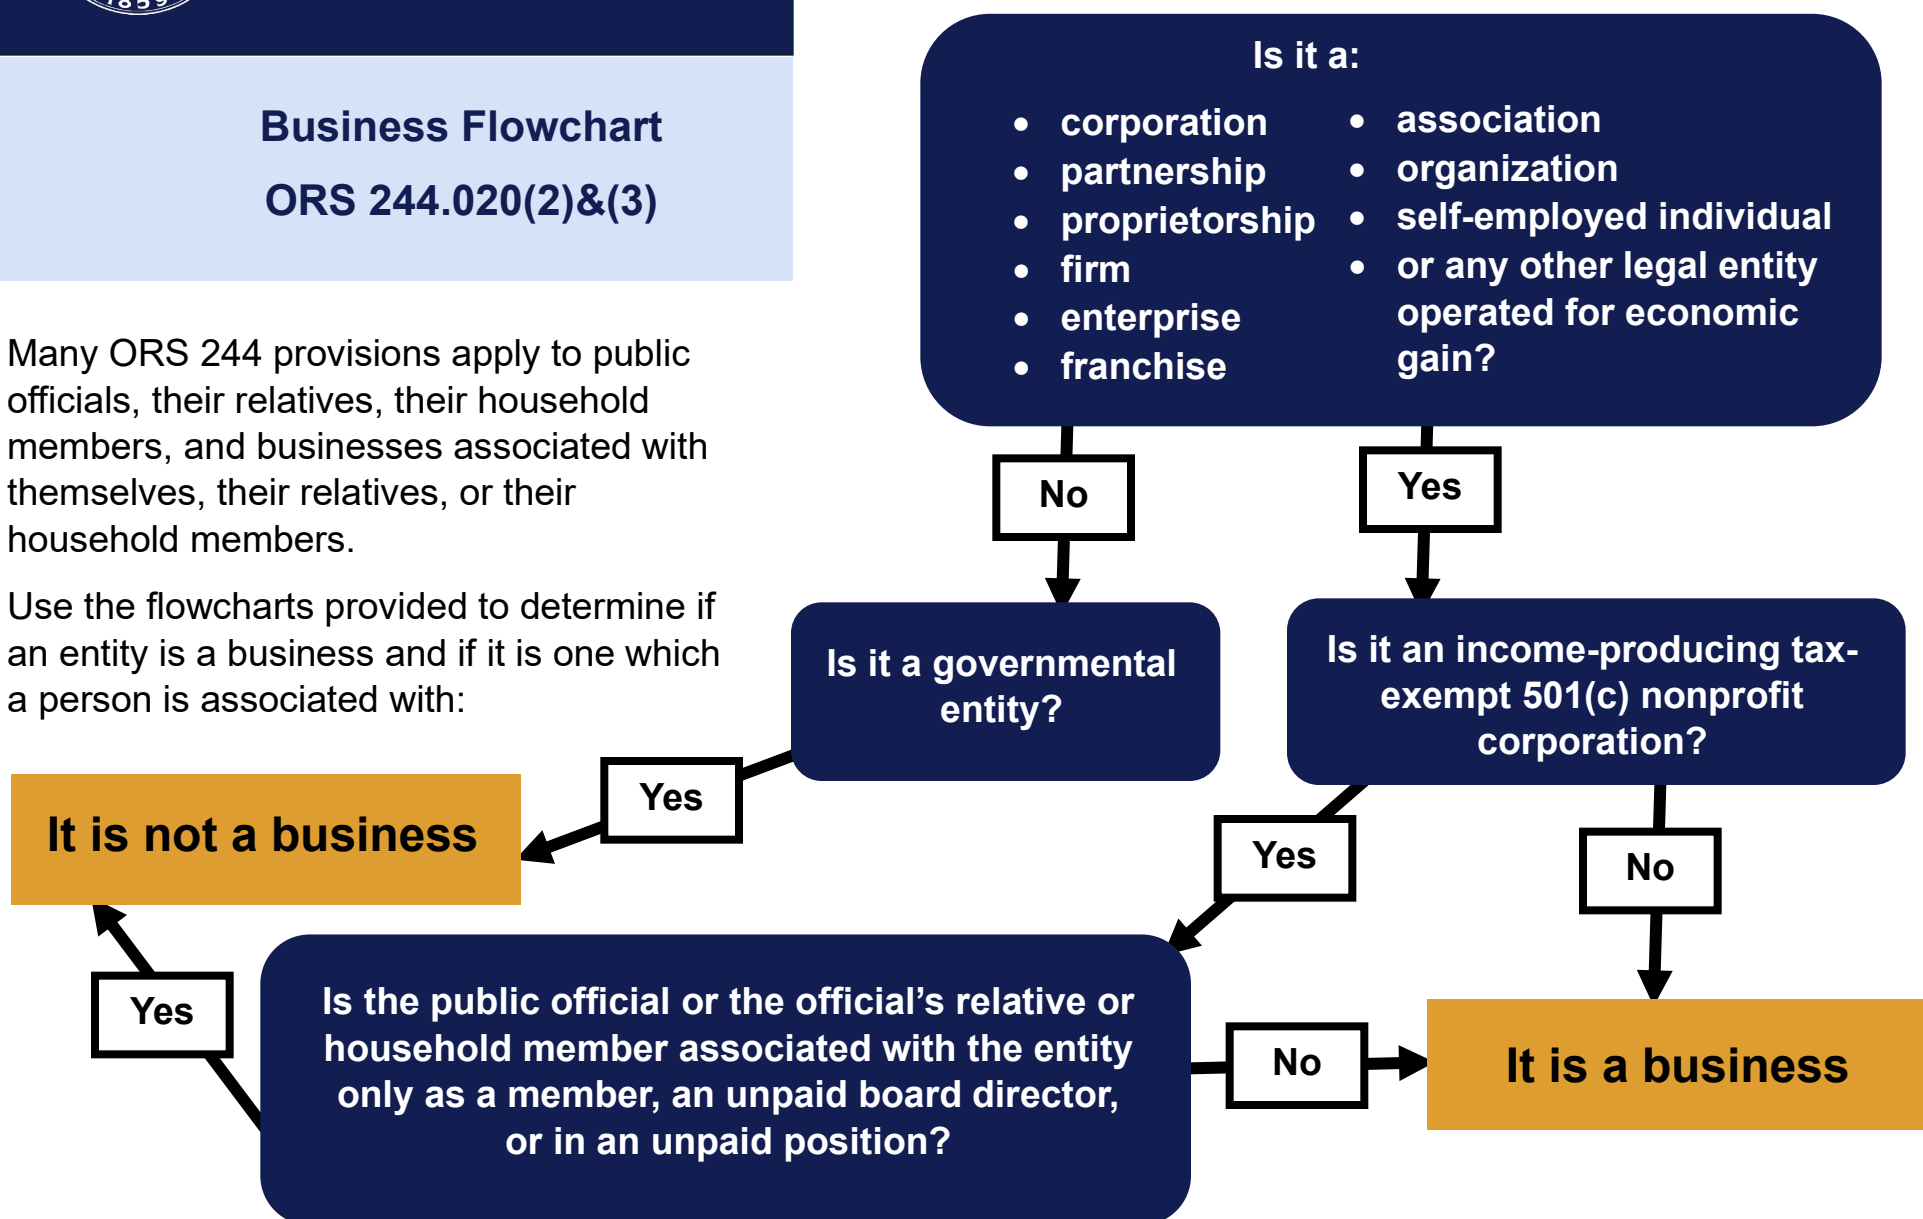 1859
Business Flowchart
ORS 244.020(2)&(3)
Many ORS 244 provisions apply to public
officials, their relatives, their household
members, and businesses associated with
themselves, their relatives, or their
household members.
Use the flowcharts provided to determine if
an entity is a business and if it is one which
a person is associated with:
Is it a:
• corporation
• partnership
• proprietorship
• firm
• enterprise
• franchise
• association
• organization
• self-employed individual
• or any other legal entity
operated for economic
gain?
No
Yes
Is it a governmental
entity?
Is it an income-producing tax-
exempt 501(c) nonprofit
corporation?
Yes
It is not a business
Yes
No
Yes
Is the public official or the official’s relative or
household member associated with the entity
only as a member, an unpaid board director,
or in an unpaid position?
No
It is a business